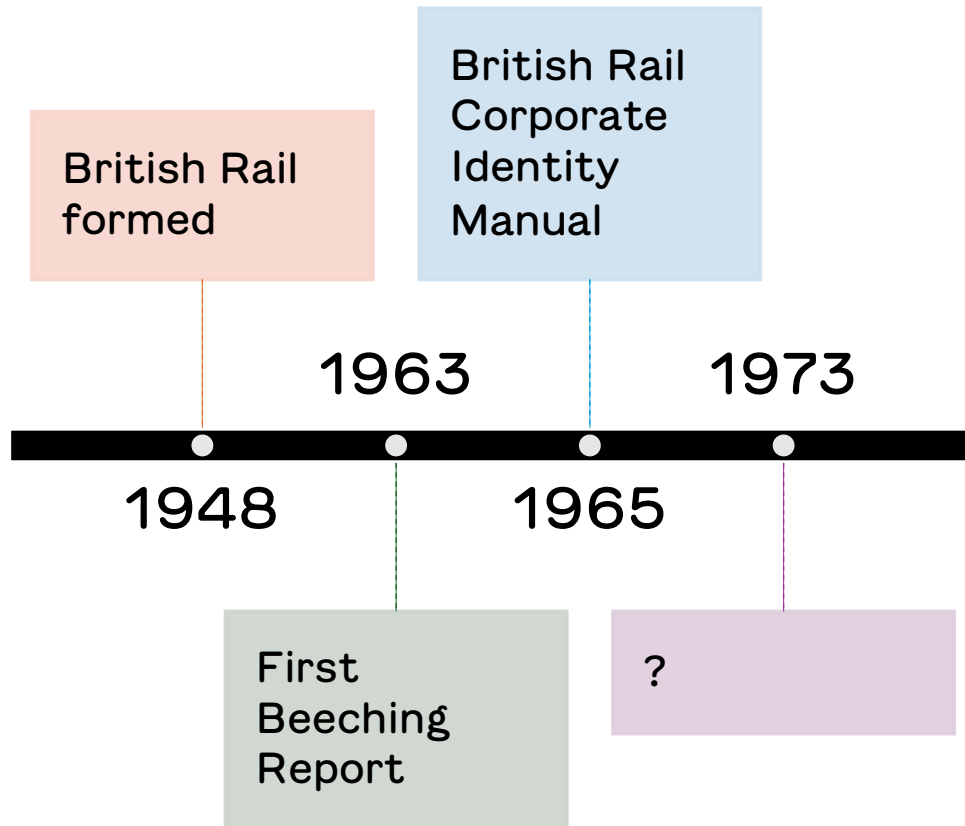 British Rail
formed
British Rail
Corporate
Identity
Manual
1963
1973
1948
1965
First
Beeching
Report
?